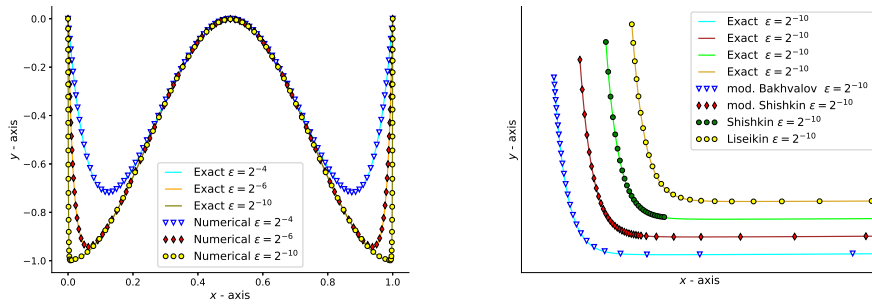 0.0
−0.2
−0.4
−0.6
−0.8
−1.0
y - axis
Exact ε = 2⁻⁴
Exact ε = 2⁻⁶
Exact ε = 2⁻¹⁰
Numerical ε = 2⁻⁴
Numerical ε = 2⁻⁶
Numerical ε = 2⁻¹⁰
0.0 0.2 0.4 0.6 0.8 1.0
x - axis
y - axis
Exact ε = 2⁻¹⁰
Exact ε = 2⁻¹⁰
Exact ε = 2⁻¹⁰
Exact ε = 2⁻¹⁰
mod. Bakhvalov ε = 2⁻¹⁰
mod. Shishkin ε = 2⁻¹⁰
Shishkin ε = 2⁻¹⁰
Liseikin ε = 2⁻¹⁰
x - axis